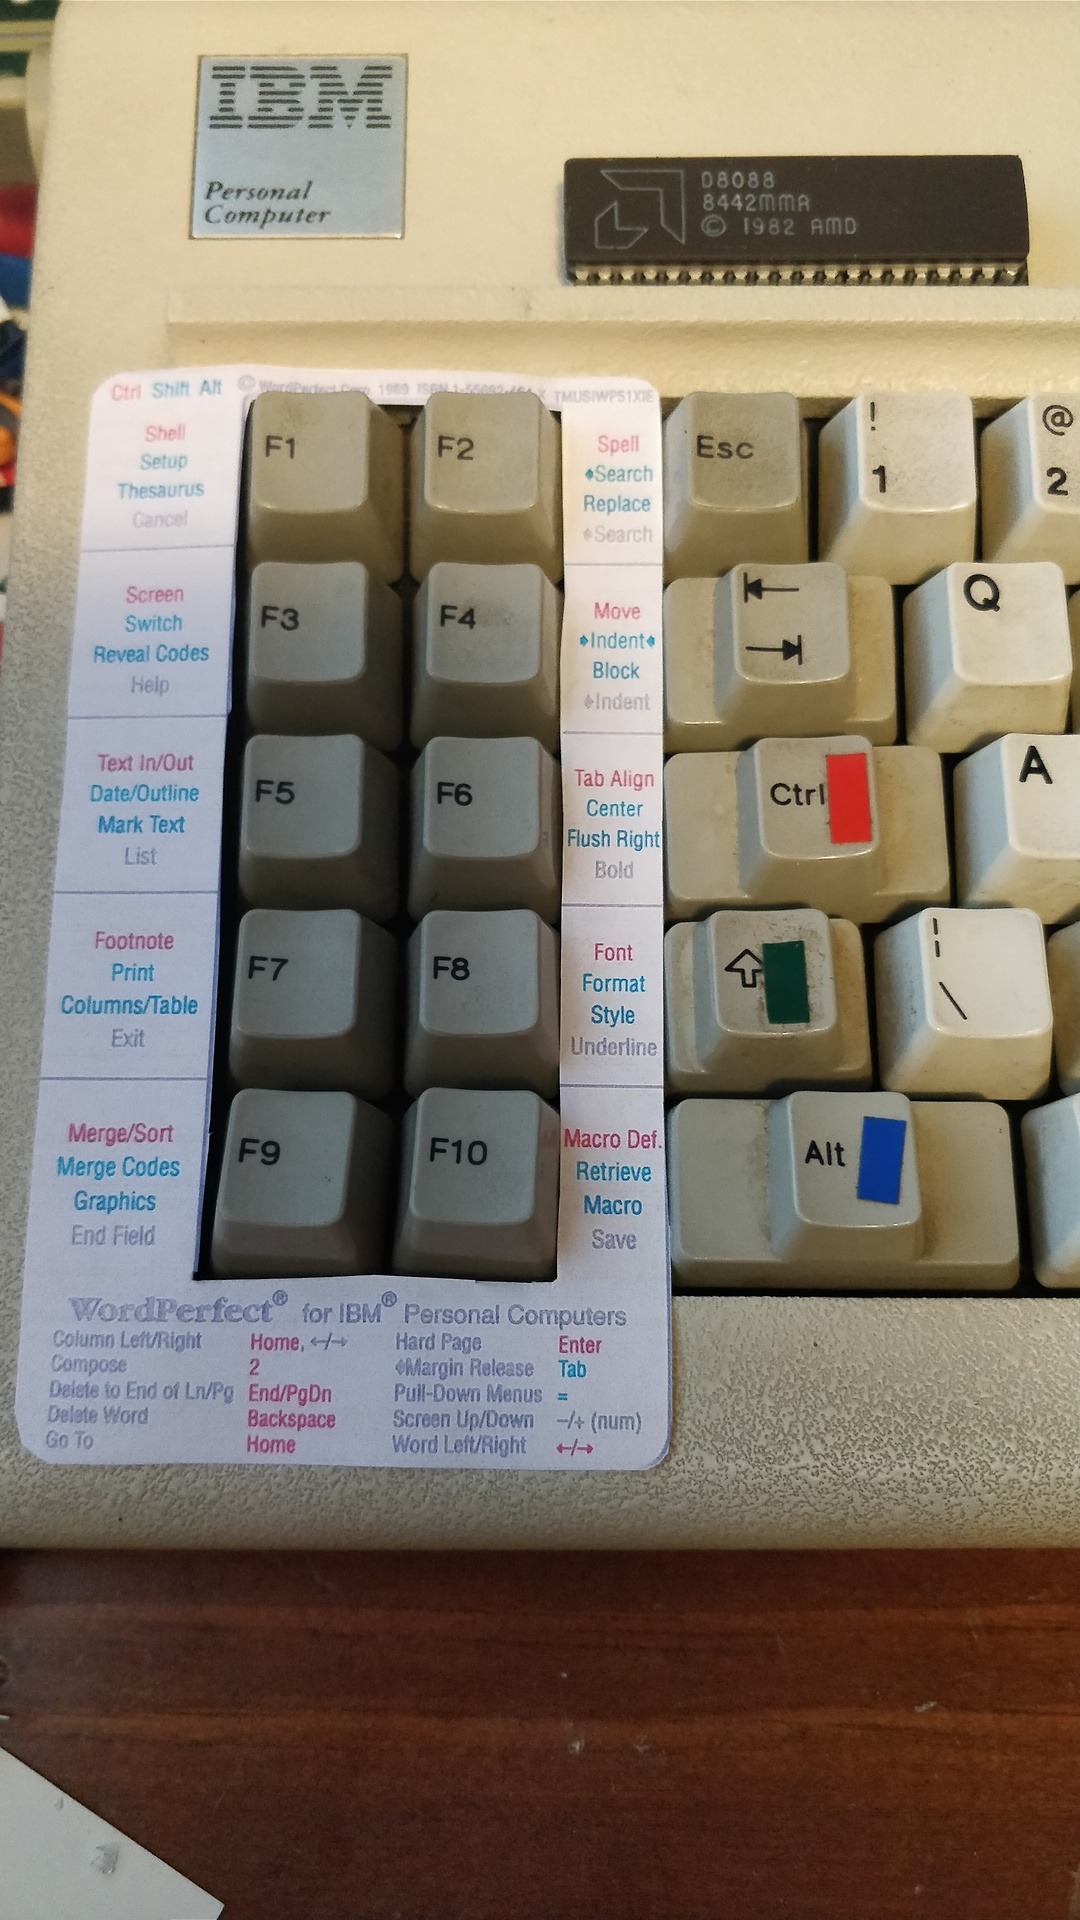 IBM
Personal
Computer
D8088
8442MMA
© 1982 AMD
Ctrl Shift Alt
© WordPerfect Corp. 1989 ISBN TMUSIWP51XIE
Shell
Setup
Thesaurus
Cancel
F1
F2
Spell
Search
Replace
Search
Esc
!
1
@
2
Screen
Switch
Reveal Codes
Help
F3
F4
Move
Indent
Block
Indent
Q
Text In/Out
Date/Outline
Mark Text
List
F5
F6
Tab Align
Center
Flush Right
Bold
Ctrl
A
Footnote
Print
Columns/Table
Exit
F7
F8
Font
Format
Style
Underline
¦
\
Merge/Sort
Merge Codes
Graphics
End Field
F9
F10
Macro Def.
Retrieve
Macro
Save
Alt
WordPerfect® for IBM® Personal Computers
Column Left/Right Home, ←/→ Hard Page Enter
Compose 2 Margin Release Tab
Delete to End of Ln/Pg End/PgDn Pull-Down Menus =
Delete Word Backspace Screen Up/Down –/+ (num)
Go To Home Word Left/Right ←/→